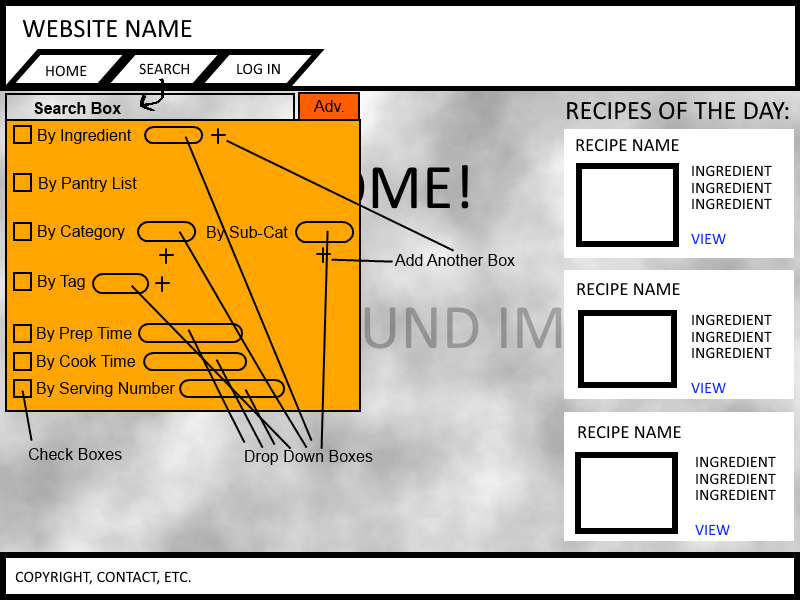 WEBSITE NAME
HOME
SEARCH
LOG IN
Search Box
Adv.
By Ingredient
By Pantry List
By Category
By Sub-Cat
By Tag
By Prep Time
By Cook Time
By Serving Number
Check Boxes
Drop Down Boxes
Add Another Box
OME!
UND IM
RECIPES OF THE DAY:
RECIPE NAME
INGREDIENT
INGREDIENT
INGREDIENT
VIEW
RECIPE NAME
INGREDIENT
INGREDIENT
INGREDIENT
VIEW
RECIPE NAME
INGREDIENT
INGREDIENT
INGREDIENT
VIEW
COPYRIGHT, CONTACT, ETC.